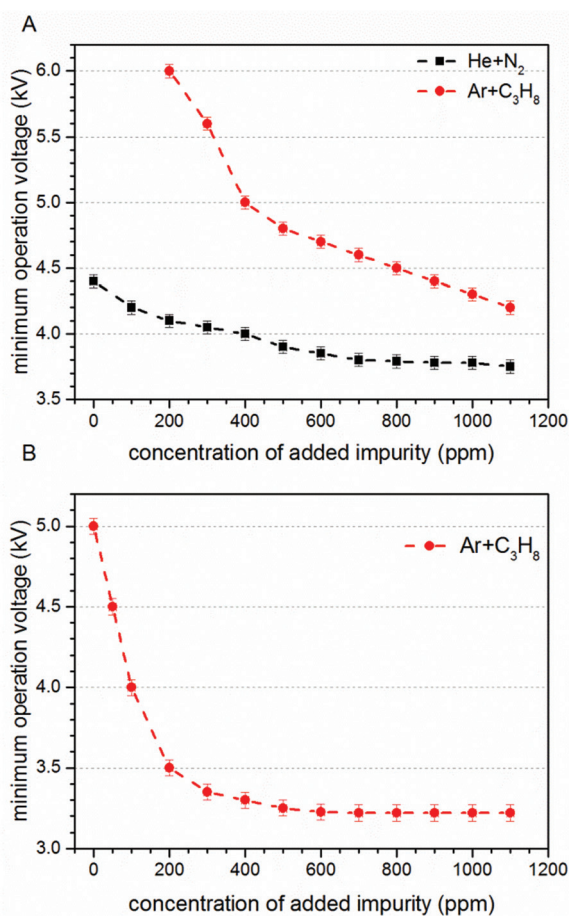 A
He+N₂
Ar+C₃H₈
6.0
5.5
5.0
4.5
4.0
3.5
minimum operation voltage (kV)
0 200 400 600 800 1000 1200
concentration of added impurity (ppm)
B
Ar+C₃H₈
5.0
4.5
4.0
3.5
3.0
minimum operation voltage (kV)
0 200 400 600 800 1000 1200
concentration of added impurity (ppm)